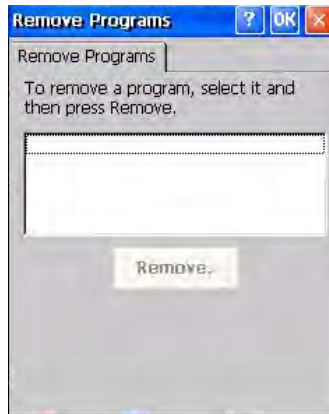 Remove Programs ? OK ×
Remove Programs
To remove a program, select it and
then press Remove.
Remove.